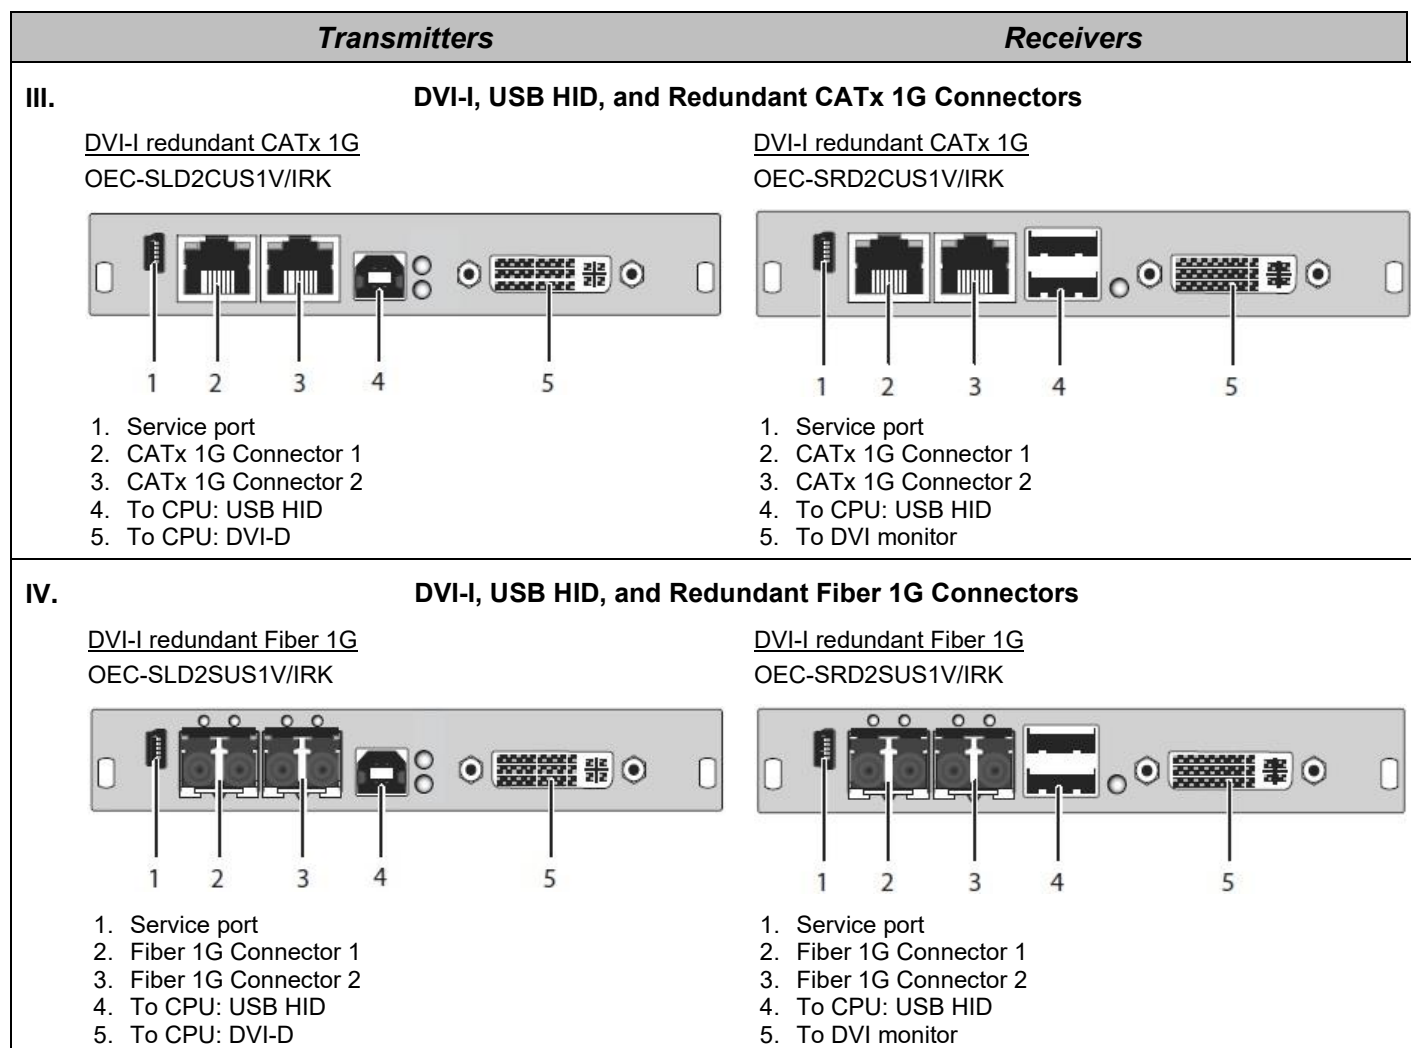 Transmitters Receivers
III. DVI-I, USB HID, and Redundant CATx 1G Connectors
DVI-I redundant CATx 1G
OEC-SLD2CUS1V/IRK
1 2 3 4 5
1. Service port
2. CATx 1G Connector 1
3. CATx 1G Connector 2
4. To CPU: USB HID
5. To CPU: DVI-D
DVI-I redundant CATx 1G
OEC-SRD2CUS1V/IRK
1 2 3 4 5
1. Service port
2. CATx 1G Connector 1
3. CATx 1G Connector 2
4. To CPU: USB HID
5. To DVI monitor
IV. DVI-I, USB HID, and Redundant Fiber 1G Connectors
DVI-I redundant Fiber 1G
OEC-SLD2SUS1V/IRK
1 2 3 4 5
1. Service port
2. Fiber 1G Connector 1
3. Fiber 1G Connector 2
4. To CPU: USB HID
5. To CPU: DVI-D
DVI-I redundant Fiber 1G
OEC-SRD2SUS1V/IRK
1 2 3 4 5
1. Service port
2. Fiber 1G Connector 1
3. Fiber 1G Connector 2
4. To CPU: USB HID
5. To DVI monitor